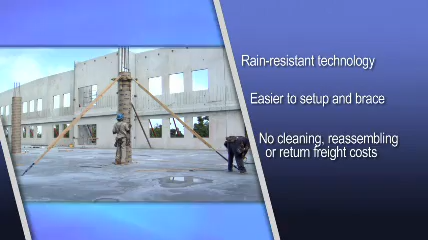 Rain-resistant technology
Easier to setup and brace
No cleaning, reassembling
or return freight costs